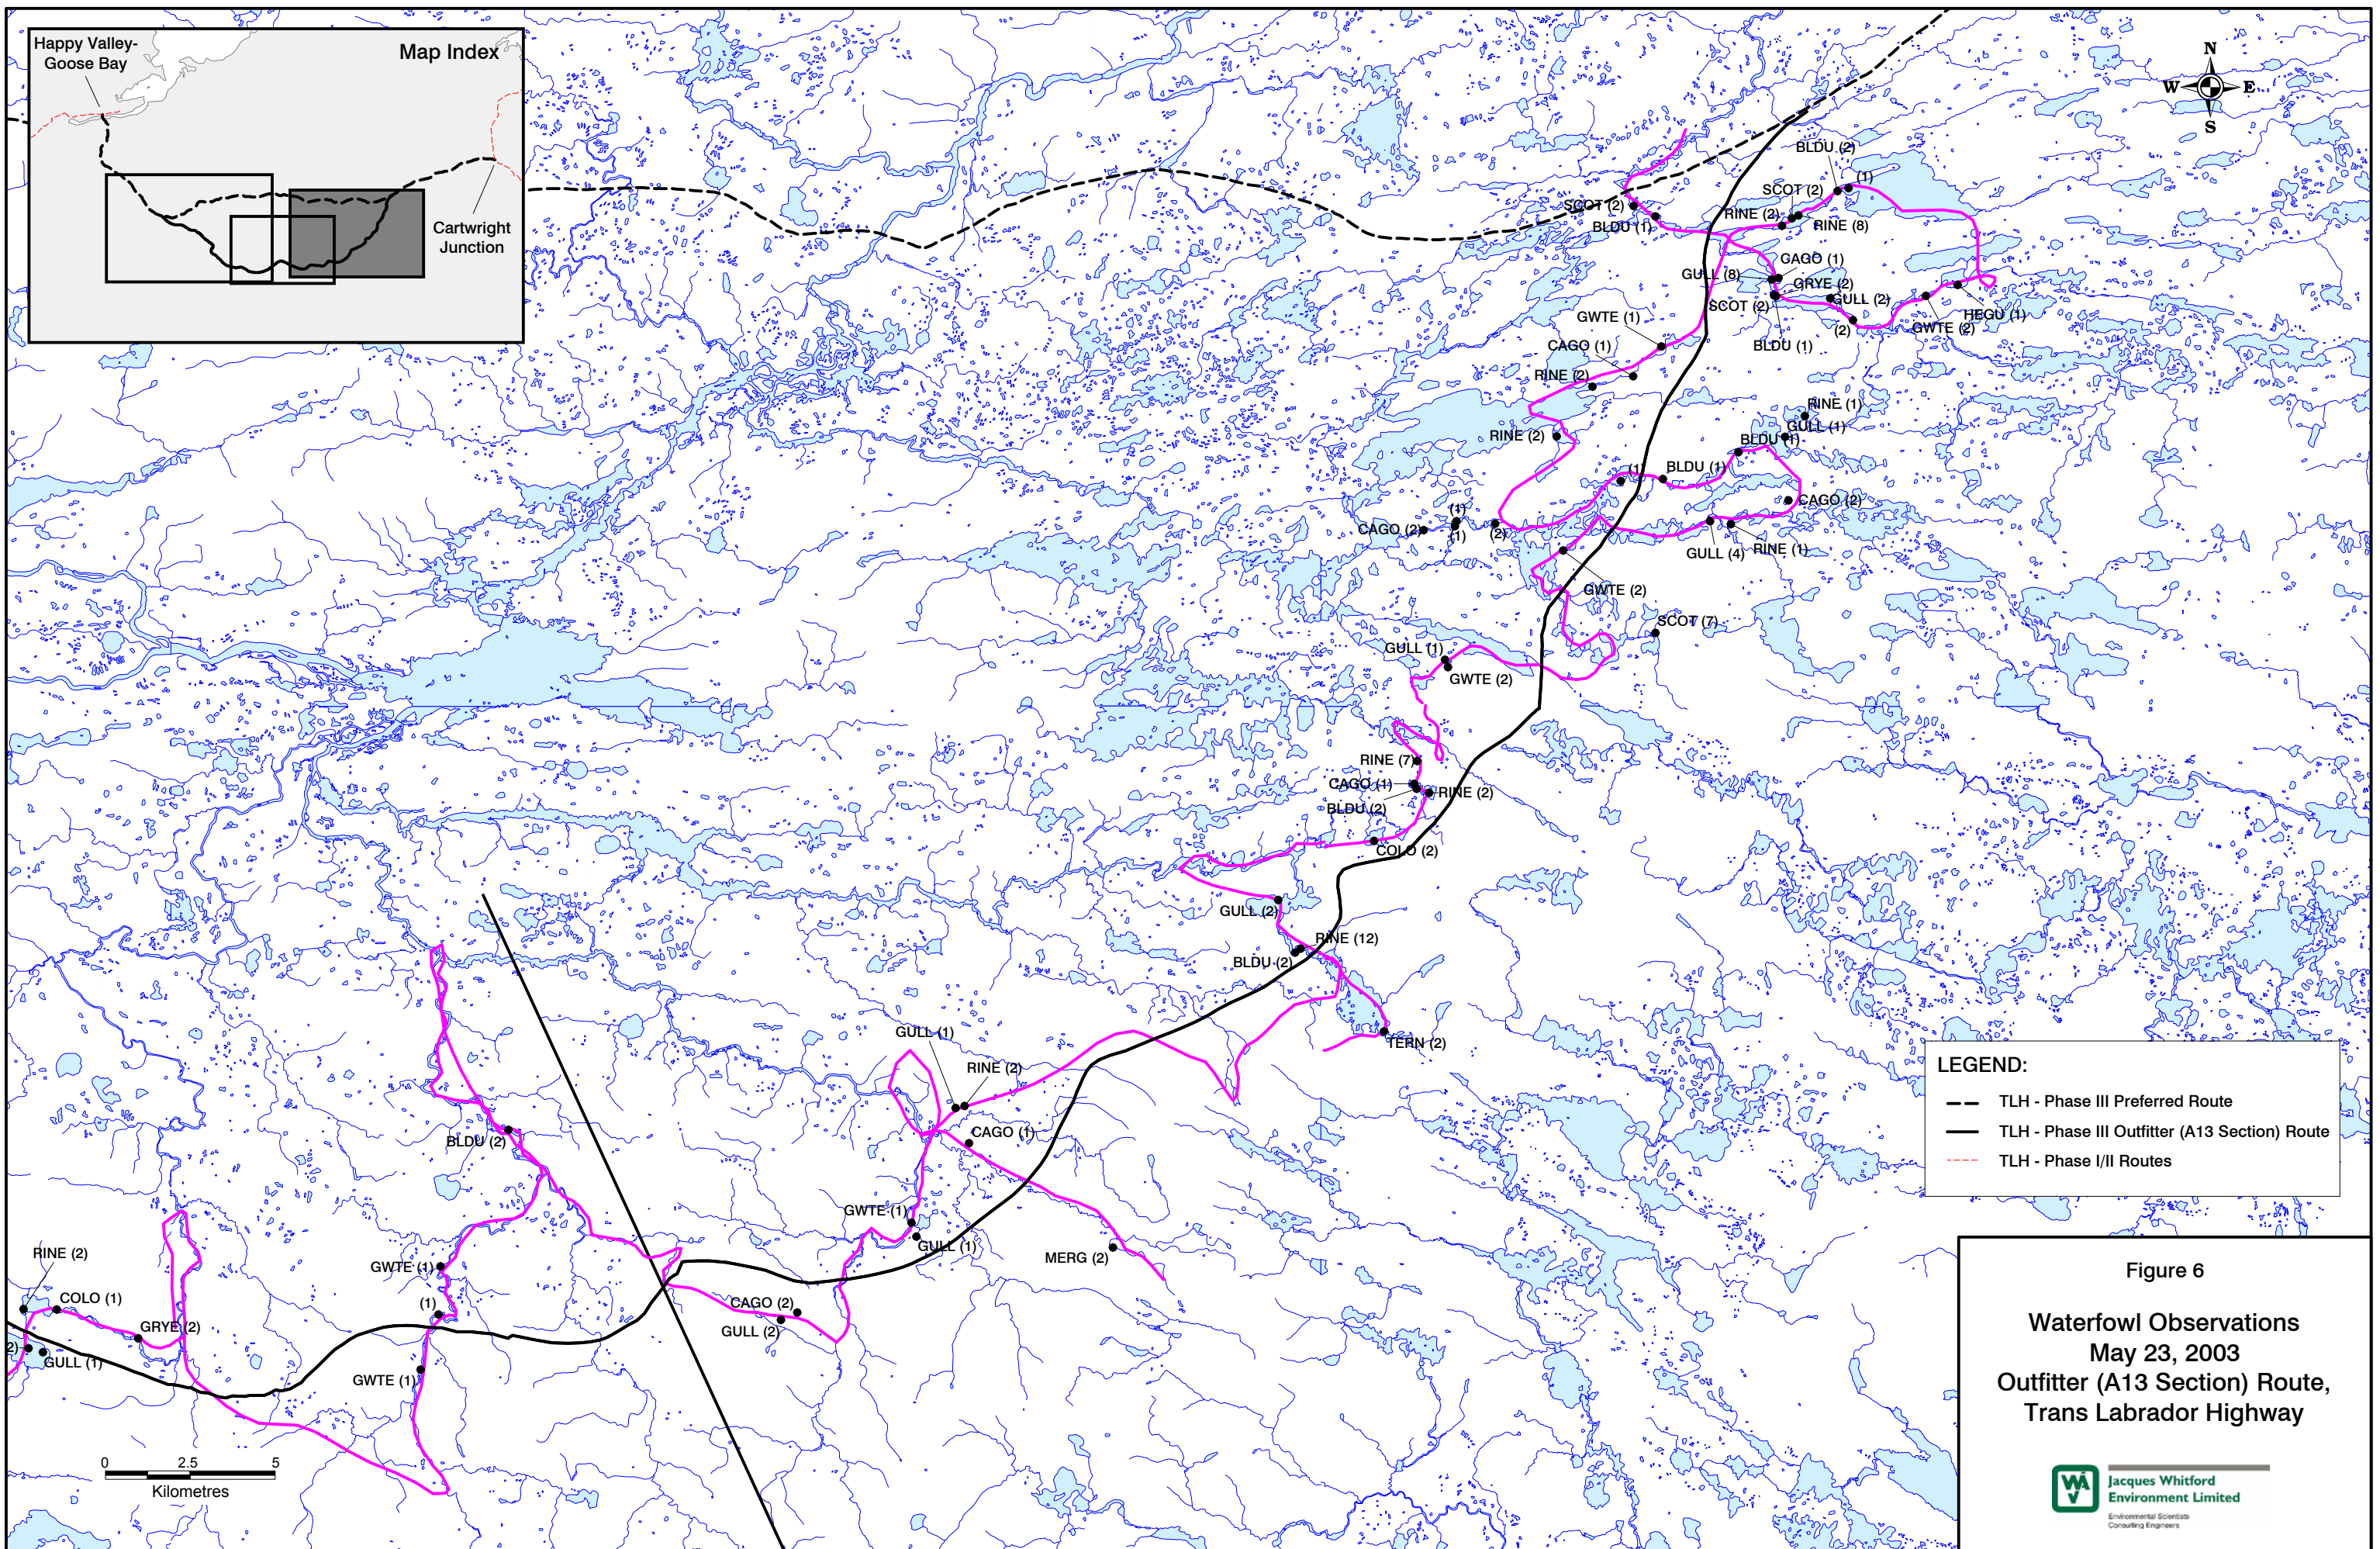 Happy Valley-
Goose Bay
Map Index
Cartwright
Junction
N
W
E
S
BLDU (2)
(1)
SCOT (2)
SCOT (2)
RINE (2)
RINE (8)
BLDU (1)
CAGO (1)
GULL (8)
GRYE (2)
SCOT (2)
GULL (2)
HEGU (1)
GWTE (2)
(2)
BLDU (1)
GWTE (1)
CAGO (1)
RINE (2)
RINE (1)
GULL (1)
BLDU (1)
RINE (2)
(1)
BLDU (1)
CAGO (2)
(1)
CAGO (2)
(1)
(2)
GULL (4)
RINE (1)
GWTE (2)
SCOT (7)
GULL (1)
GWTE (2)
RINE (7)
CAGO (1)
RINE (2)
BLDU (2)
COLO (2)
GULL (2)
RINE (12)
BLDU (2)
TERN (2)
GULL (1)
RINE (2)
CAGO (1)
BLDU (2)
GWTE (1)
GULL (1)
MERG (2)
RINE (2)
GWTE (1)
COLO (1)
(1)
CAGO (2)
GRYE (2)
GULL (2)
2)
GULL (1)
GWTE (1)
0 2.5 5
Kilometres
LEGEND:
TLH - Phase III Preferred Route
TLH - Phase III Outfitter (A13 Section) Route
TLH - Phase I/II Routes
Figure 6
Waterfowl Observations
May 23, 2003
Outfitter (A13 Section) Route,
Trans Labrador Highway
Jacques Whitford
Environment Limited
Environmental Scientists
Consulting Engineers